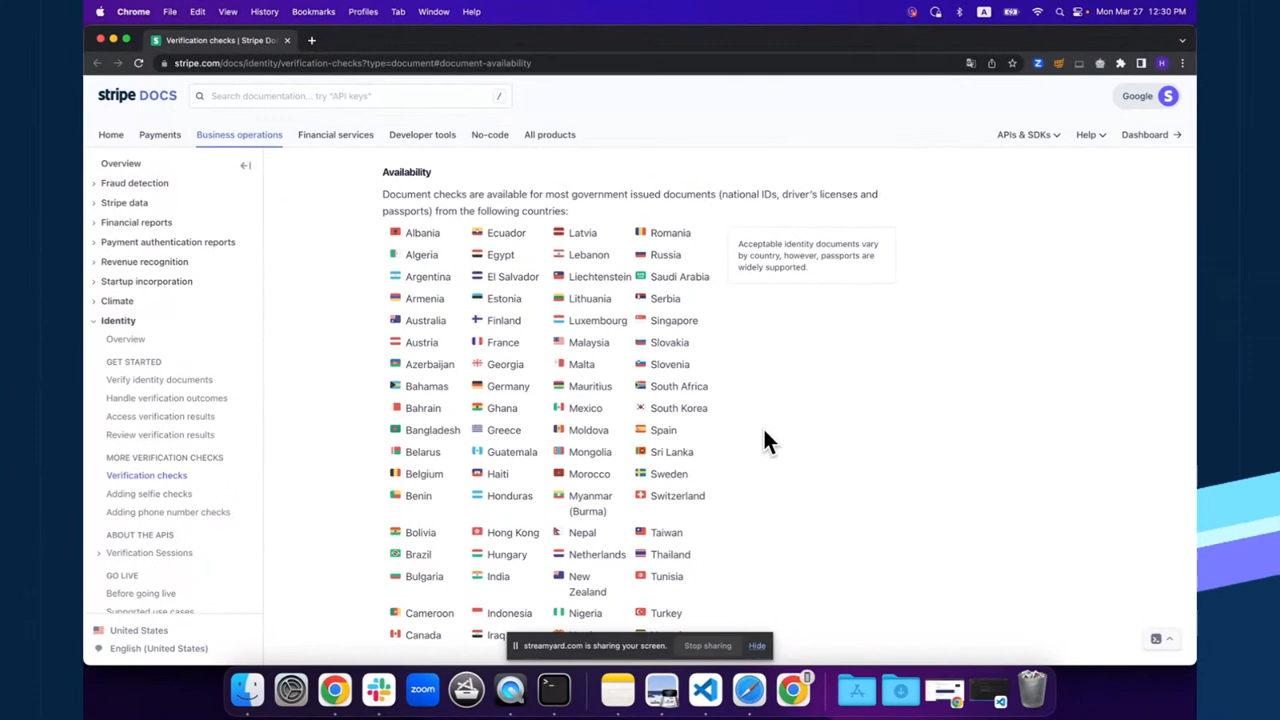 Chrome File Edit View History Bookmarks Profiles Tab Window Help A Mon Mar 27 12:30 PM
Verification checks | Stripe Do
stripe.com/docs/identity/verification-checks?type=document#document-availability
stripe DOCS
Search documentation... try "API keys" /
Google S
Home Payments Business operations Financial services Developer tools No-code All products APIs & SDKs Help Dashboard →
Overview
Fraud detection
Stripe data
Financial reports
Payment authentication reports
Revenue recognition
Startup incorporation
Climate
Identity
Overview
GET STARTED
Verify identity documents
Handle verification outcomes
Access verification results
Review verification results
MORE VERIFICATION CHECKS
Verification checks
Adding selfie checks
Adding phone number checks
ABOUT THE APIS
Verification Sessions
GO LIVE
Before going live
Supported use cases
United States
English (United States)
Availability
Document checks are available for most government issued documents (national IDs, driver's licenses and
passports) from the following countries:
Albania Ecuador Latvia Romania
Algeria Egypt Lebanon Russia
Argentina El Salvador Liechtenstein Saudi Arabia
Armenia Estonia Lithuania Serbia
Australia Finland Luxembourg Singapore
Austria France Malaysia Slovakia
Azerbaijan Georgia Malta Slovenia
Bahamas Germany Mauritius South Africa
Bahrain Ghana Mexico South Korea
Bangladesh Greece Moldova Spain
Belarus Guatemala Mongolia Sri Lanka
Belgium Haiti Morocco Sweden
Benin Honduras Myanmar Switzerland
(Burma)
Bolivia Hong Kong Nepal Taiwan
Brazil Hungary Netherlands Thailand
Bulgaria India New Tunisia
Zealand
Cameroon Indonesia Nigeria Turkey
Canada Iraq
Acceptable identity documents vary
by country, however, passports are
widely supported.
streamyard.com is sharing your screen. Stop sharing Hide
zoom